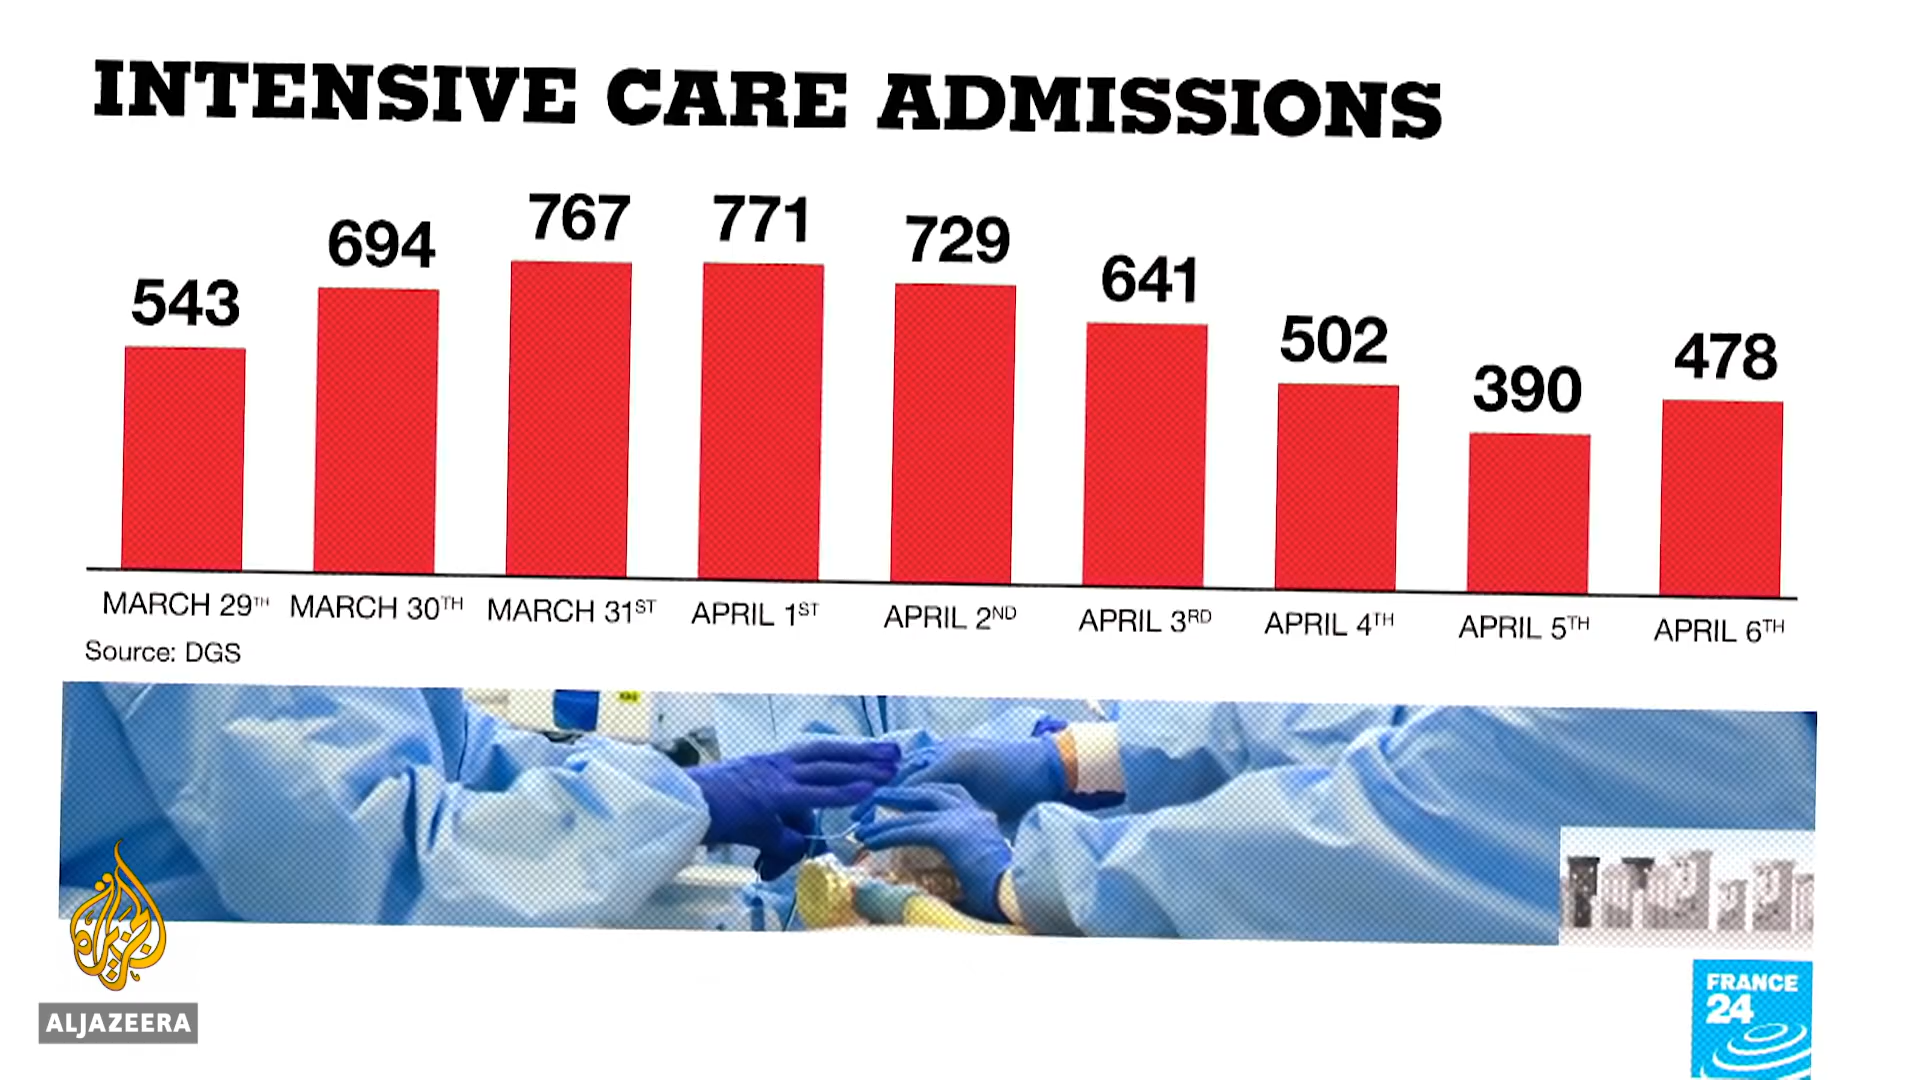 INTENSIVE CARE ADMISSIONS
543 694 767 771 729 641 502 390 478
MARCH 29TH MARCH 30TH MARCH 31ST APRIL 1ST APRIL 2ND APRIL 3RD APRIL 4TH APRIL 5TH APRIL 6TH
Source: DGS
ALJAZEERA
FRANCE
24